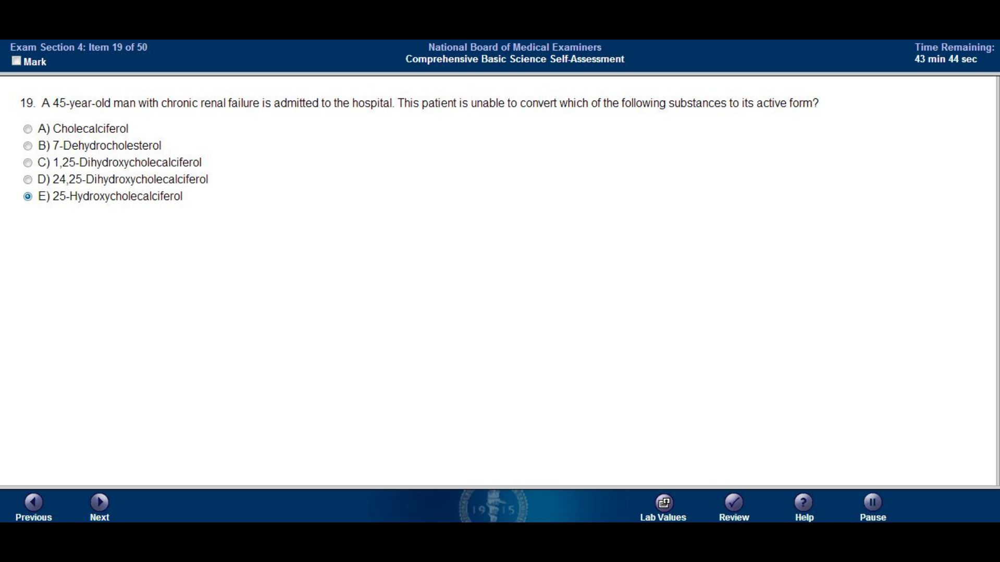 Exam Section 4: Item 19 of 50
National Board of Medical Examiners
Time Remaining:
Mark
Comprehensive Basic Science Self-Assessment
43 min 44 sec
19. A 45-year-old man with chronic renal failure is admitted to the hospital. This patient is unable to convert which of the following substances to its active form?
A) Cholecalciferol
B) 7-Dehydrocholesterol
C) 1,25-Dihydroxycholecalciferol
D) 24,25-Dihydroxycholecalciferol
E) 25-Hydroxycholecalciferol
1915
Previous
Next
Lab Values
Review
Help
Pause